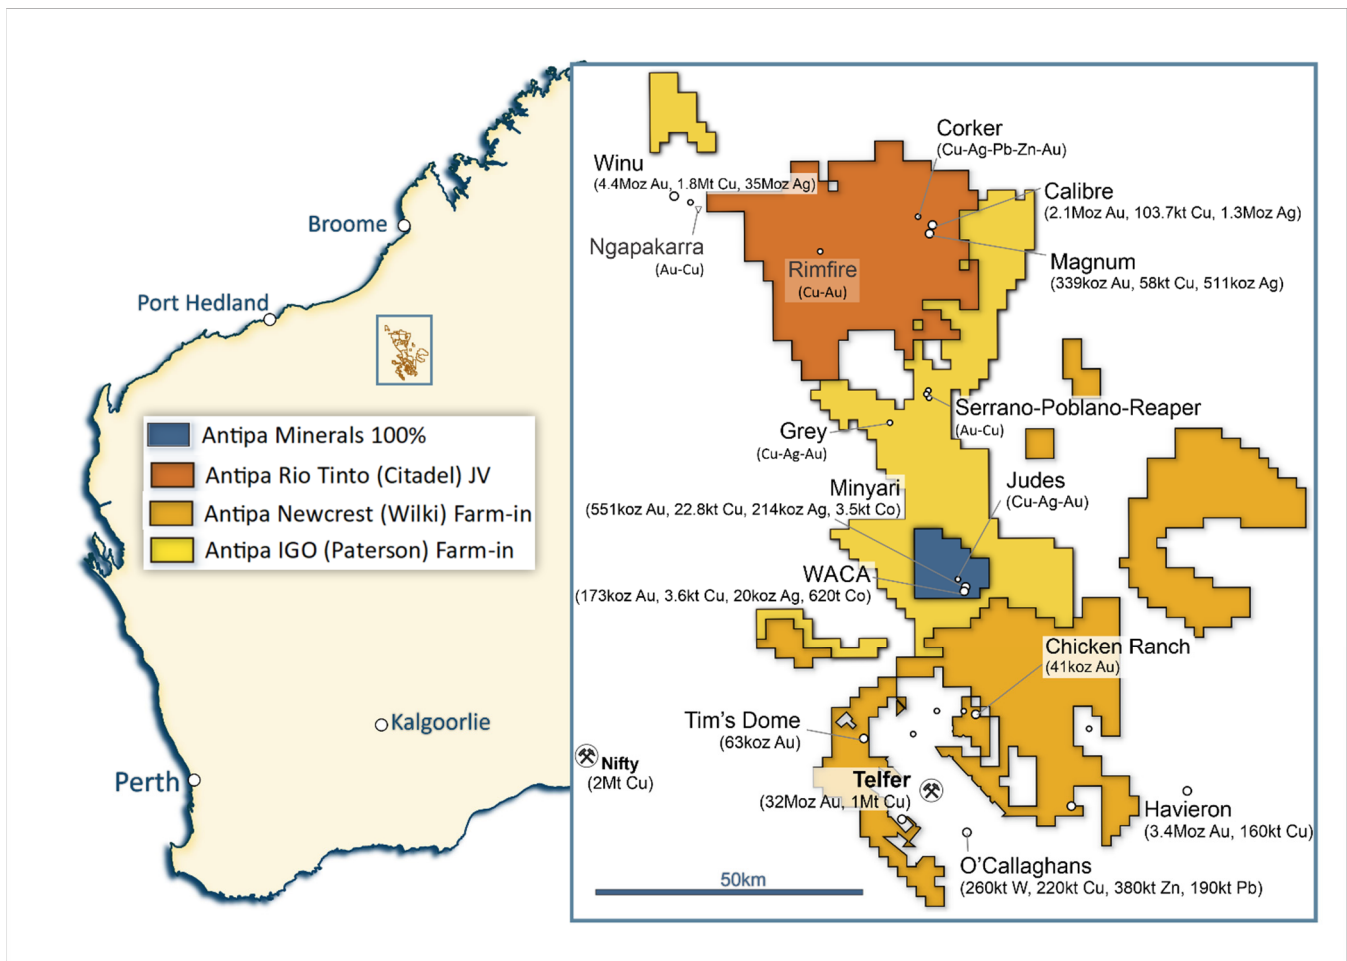 Broome
Port Hedland
Antipa Minerals 100%
Antipa Rio Tinto (Citadel) JV
Antipa Newcrest (Wilki) Farm-in
Antipa IGO (Paterson) Farm-in
Kalgoorlie
Perth
Corker
(Cu-Ag-Pb-Zn-Au)
Winu
(4.4Moz Au, 1.8Mt Cu, 35Moz Ag)
Calibre
(2.1Moz Au, 103.7kt Cu, 1.3Moz Ag)
Ngapakarra
(Au-Cu)
Rimfire
(Cu-Au)
Magnum
(339koz Au, 58kt Cu, 511koz Ag)
Serrano-Poblano-Reaper
(Au-Cu)
Grey
(Cu-Ag-Au)
Judes
(Cu-Ag-Au)
Minyari
(551koz Au, 22.8kt Cu, 214koz Ag, 3.5kt Co)
WACA
(173koz Au, 3.6kt Cu, 20koz Ag, 620t Co)
Chicken Ranch
(41koz Au)
Tim's Dome
(63koz Au)
Nifty
(2Mt Cu)
Telfer
(32Moz Au, 1Mt Cu)
Havieron
(3.4Moz Au, 160kt Cu)
O'Callaghans
(260kt W, 220kt Cu, 380kt Zn, 190kt Pb)
50km